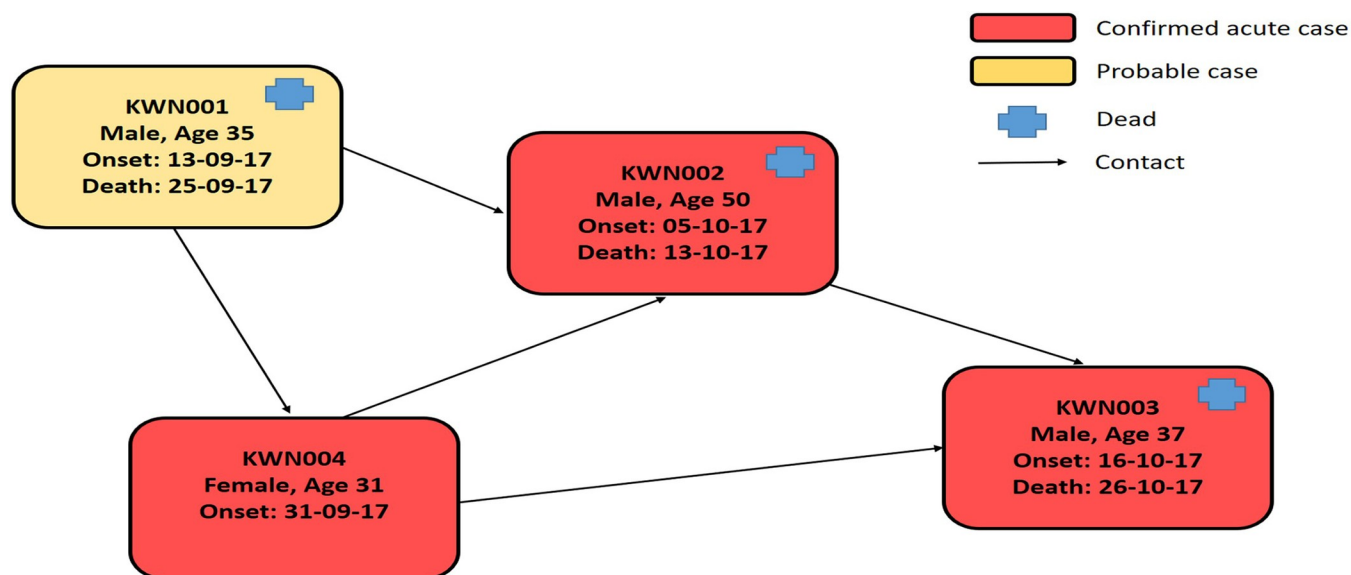 Confirmed acute case
Probable case
Dead
Contact
KWN001
Male, Age 35
Onset: 13-09-17
Death: 25-09-17
KWN002
Male, Age 50
Onset: 05-10-17
Death: 13-10-17
KWN004
Female, Age 31
Onset: 31-09-17
KWN003
Male, Age 37
Onset: 16-10-17
Death: 26-10-17